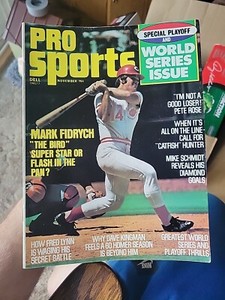 PRO
sports
DELL
NOVEMBER
SPECIAL PLAYOFF
AND
WORLD
SERIES
ISSUE
"I'M NOT A
GOOD LOSER!"
PETE ROSE
WHEN IT'S
ALL ON THE
LINE, CALL
FOR
"CATFISH" HUNTER
MIKE SCHMIDT
REVEALS HIS
DIAMOND
GOALS
MARK FIDRYCH
"THE BIRD"
SUPER STAR OR
FLASH IN THE
PAN?
14
HOW FRED LYNN
IS WAGING HIS
SECRET BATTLE
WHY DAVE KINGMAN
FEELS A 60 HOMER SEASON
IS BEYOND HIM
GREATEST WORLD
SERIES AND
PLAYOFF THRILLS